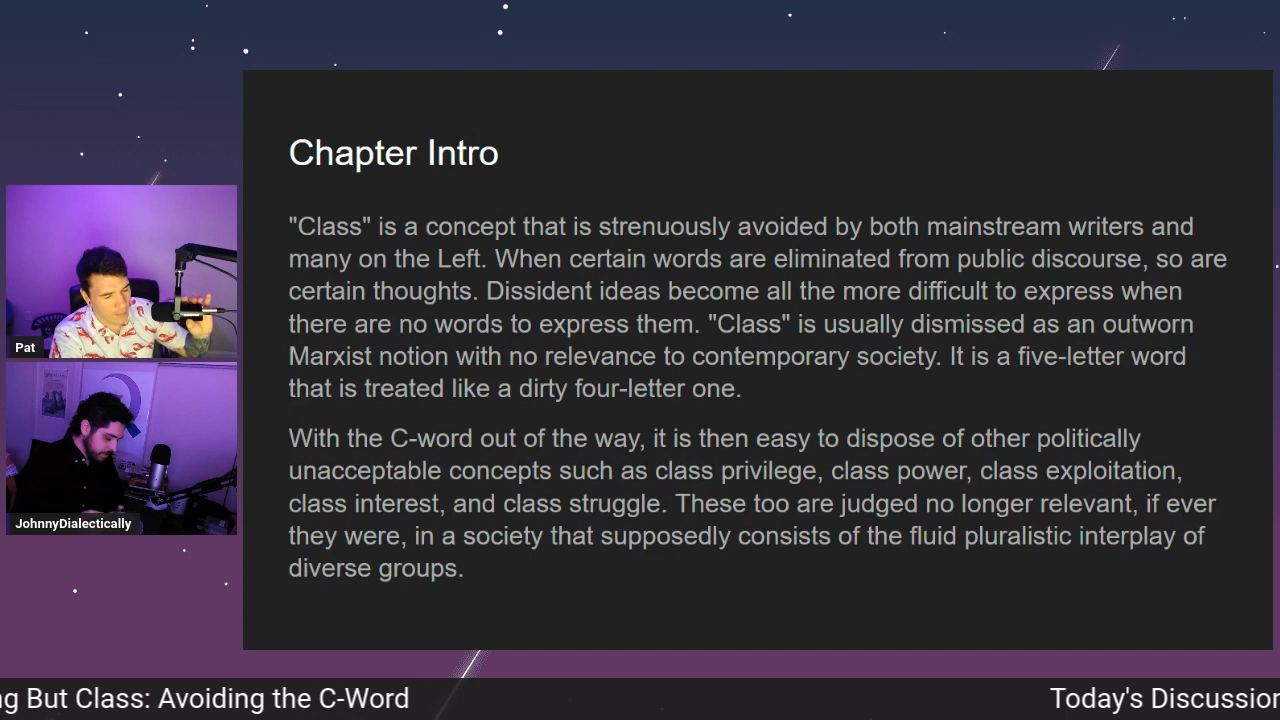 Chapter Intro
"Class" is a concept that is strenuously avoided by both mainstream writers and
many on the Left. When certain words are eliminated from public discourse, so are
certain thoughts. Dissident ideas become all the more difficult to express when
there are no words to express them. "Class" is usually dismissed as an outworn
Marxist notion with no relevance to contemporary society. It is a five-letter word
that is treated like a dirty four-letter one.
With the C-word out of the way, it is then easy to dispose of other politically
unacceptable concepts such as class privilege, class power, class exploitation,
class interest, and class struggle. These too are judged no longer relevant, if ever
they were, in a society that supposedly consists of the fluid pluralistic interplay of
diverse groups.
Pat
JohnnyDialectically
ng But Class: Avoiding the C-Word
Today's Discussion